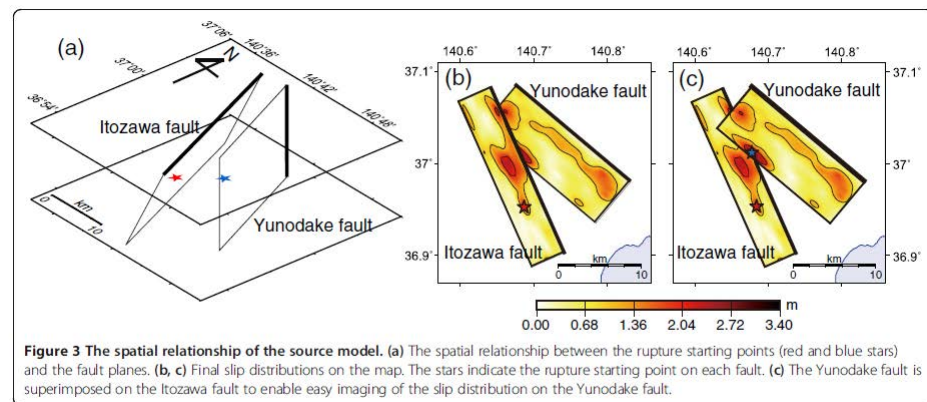 (a)
N
37°06'
37°00'
36°54'
140°36'
140°42'
140°48'
Itozawa fault
Yunodake fault
0 km 10
(b)
140.6˚ 140.7˚ 140.8˚
37.1˚
37˚
36.9˚
Yunodake fault
Itozawa fault
km
0 10
(c)
140.6˚ 140.7˚ 140.8˚
37.1˚
37˚
36.9˚
Yunodake fault
Itozawa fault
km
0 10
m
0.00 0.68 1.36 2.04 2.72 3.40
Figure 3 The spatial relationship of the source model. (a) The spatial relationship between the rupture starting points (red and blue stars)
and the fault planes. (b, c) Final slip distributions on the map. The stars indicate the rupture starting point on each fault. (c) The Yunodake fault is
superimposed on the Itozawa fault to enable easy imaging of the slip distribution on the Yunodake fault.